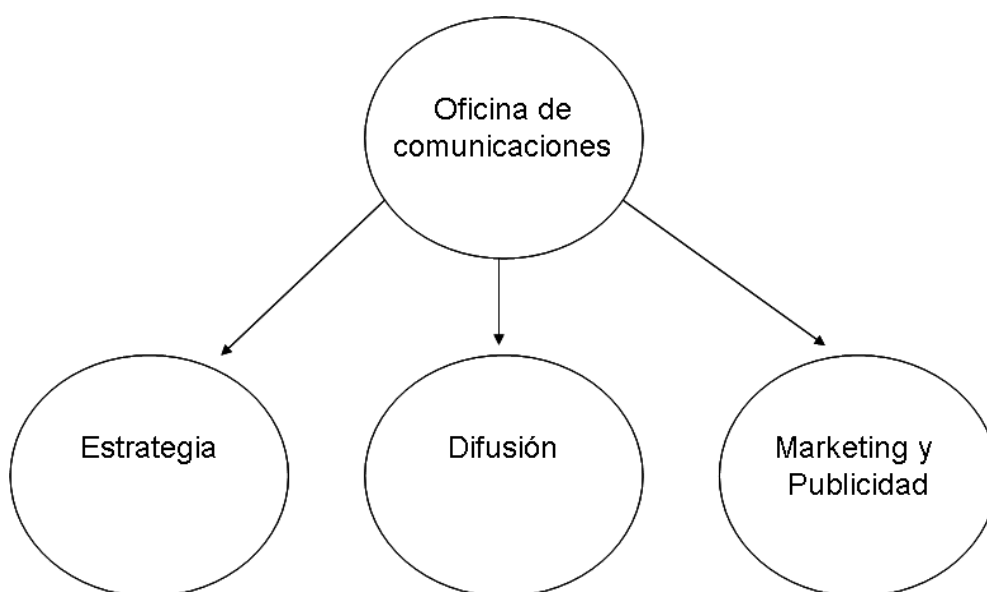 Oficina de
comunicaciones
Estrategia
Difusión
Marketing y
Publicidad